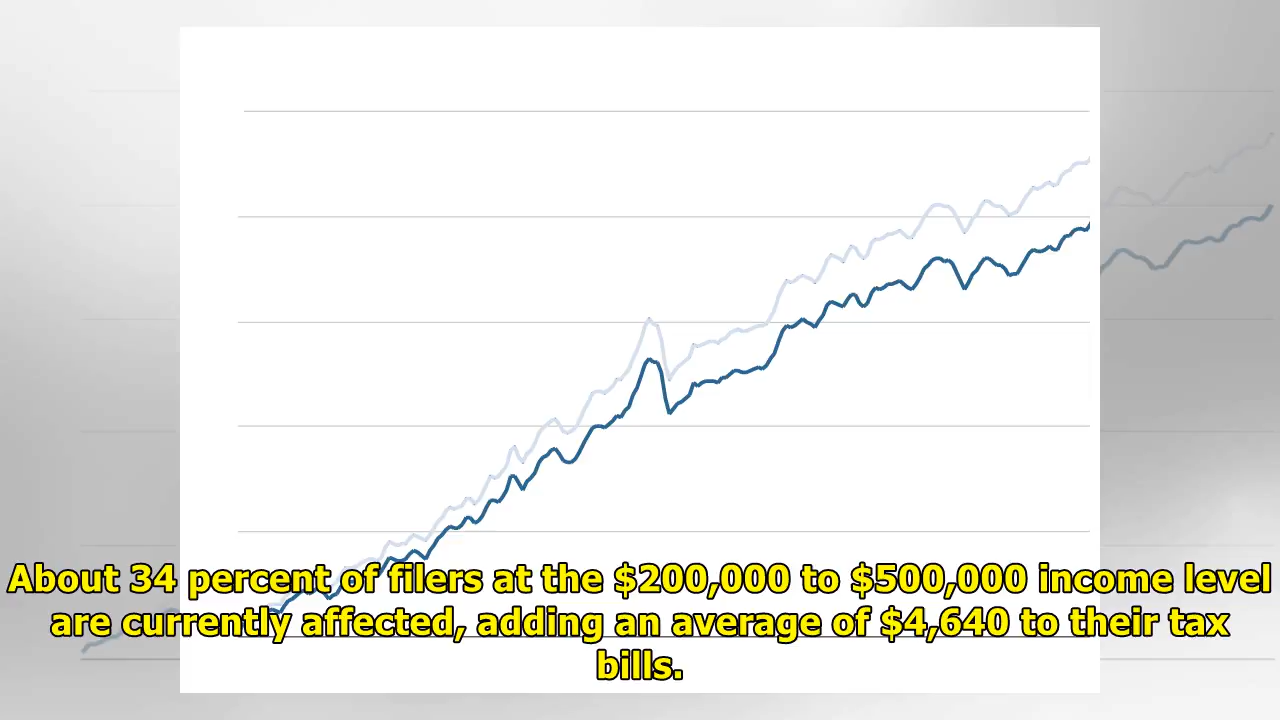 About 34 percent of filers at the $200,000 to $500,000 income level
are currently affected, adding an average of $4,640 to their tax
bills.